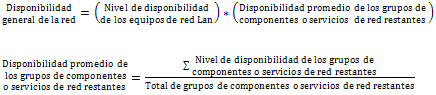 Disponibilidad general de la red = (Nivel de disponibilidad de los equipos de red Lan) * (Disponibilidad promedio de los grupos de componentes o servicios de red restantes)
Disponibilidad promedio de los grupos de componentes o servicios de red restantes = Σ Nivel de disponibilidad de los grupos de componentes o servicios de red restantes / Total de grupos de componentes o servicios de red restantes